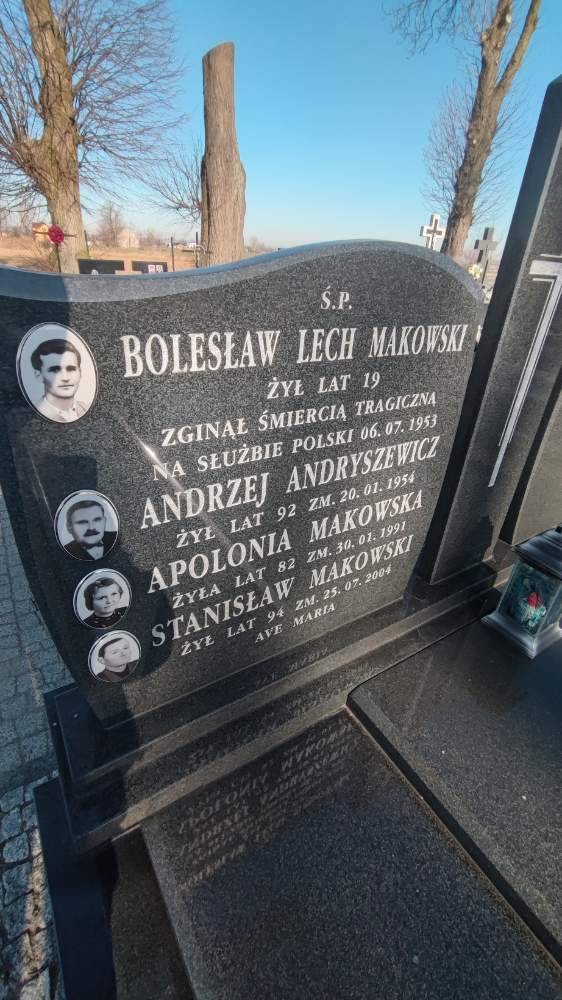 Ś.P.
BOLESŁAW LECH MAKOWSKI
ŻYŁ LAT 19
ZGINĄŁ ŚMIERCIĄ TRAGICZNĄ
NA SŁUŻBIE POLSKI 06.07.1953
ANDRZEJ ANDRYSZEWICZ
ŻYŁ LAT 92 ZM. 20.01.1954
APOLONIA MAKOWSKA
ŻYŁA LAT 82 ZM. 30.01.1991
STANISŁAW MAKOWSKI
ŻYŁ LAT 94 ZM. 25.07.2004
AVE MARIA